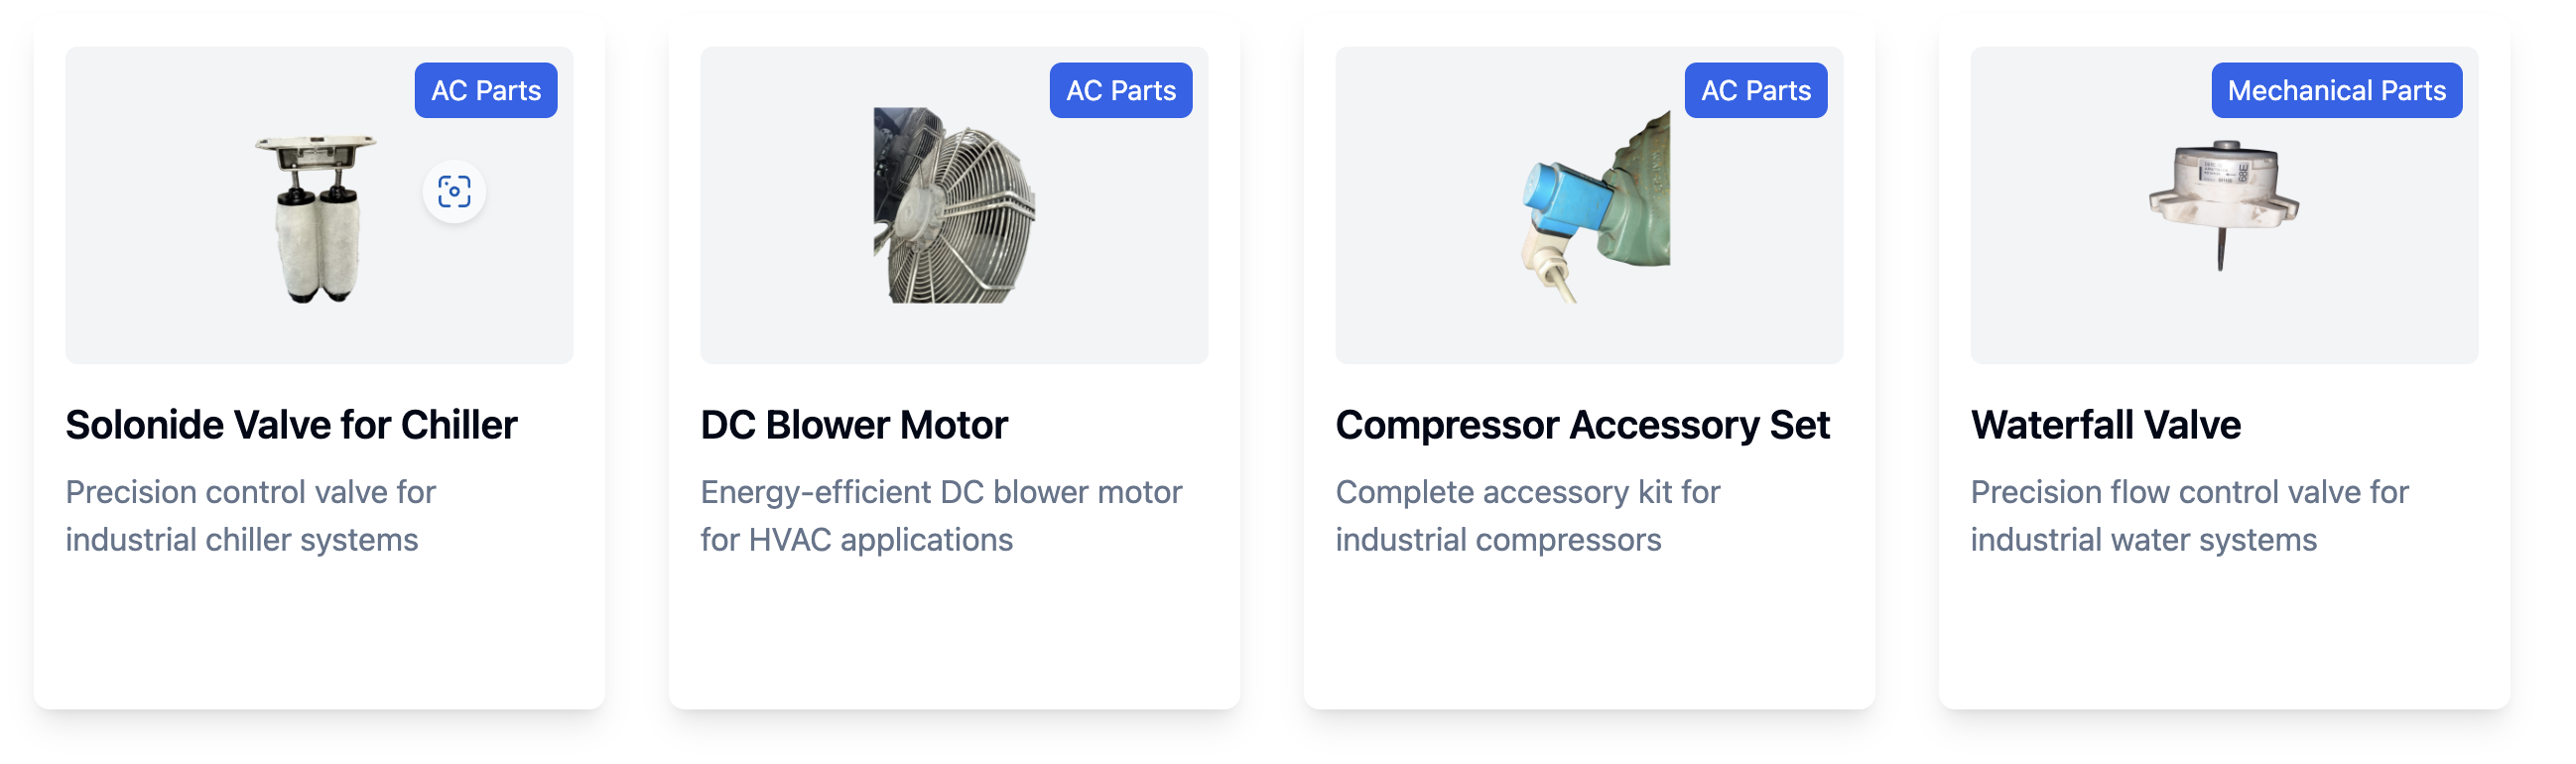 AC Parts
Solonide Valve for Chiller
Precision control valve for
industrial chiller systems
AC Parts
DC Blower Motor
Energy-efficient DC blower motor
for HVAC applications
AC Parts
Compressor Accessory Set
Complete accessory kit for
industrial compressors
Mechanical Parts
Waterfall Valve
Precision flow control valve for
industrial water systems